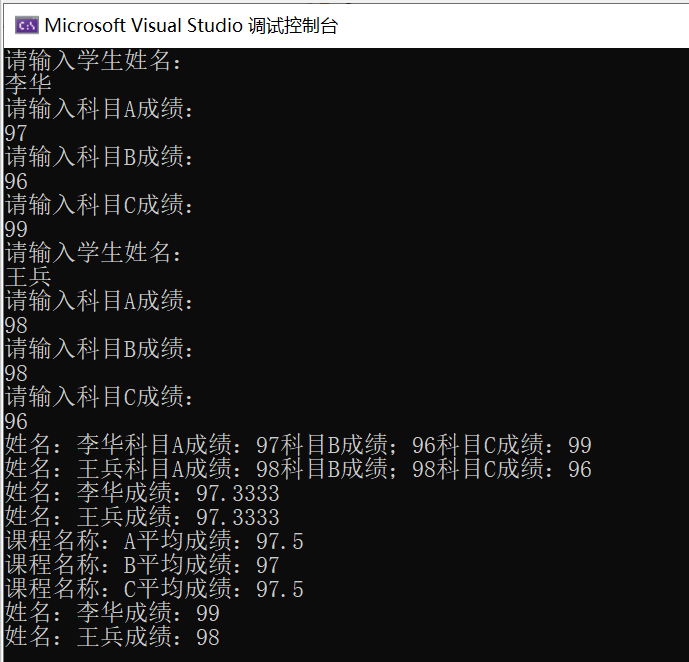 Microsoft Visual Studio 调试控制台
请输入学生姓名：
李华
请输入科目A成绩：
97
请输入科目B成绩：
96
请输入科目C成绩：
99
请输入学生姓名：
王兵
请输入科目A成绩：
98
请输入科目B成绩：
98
请输入科目C成绩：
96
姓名：李华科目A成绩：97科目B成绩；96科目C成绩：99
姓名：王兵科目A成绩：98科目B成绩；98科目C成绩：96
姓名：李华成绩：97.3333
姓名：王兵成绩：97.3333
课程名称：A平均成绩：97.5
课程名称：B平均成绩：97
课程名称：C平均成绩：97.5
姓名：李华成绩：99
姓名：王兵成绩：98